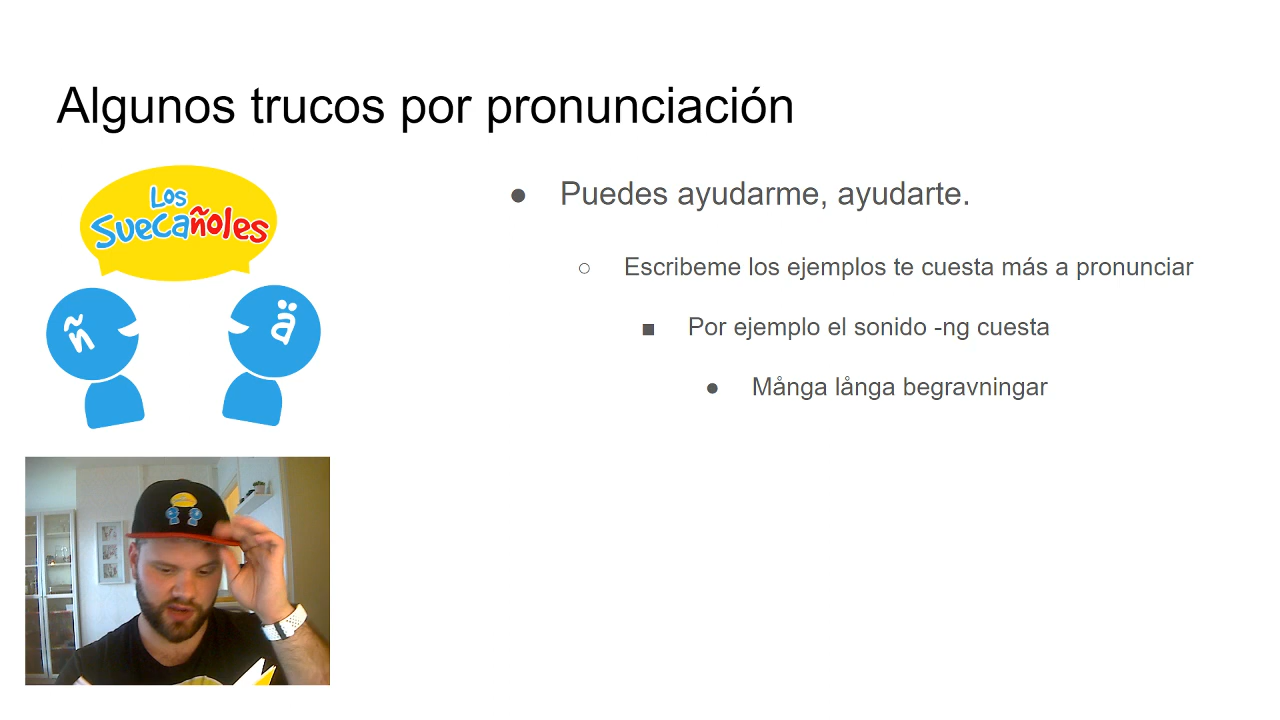 Algunos trucos por pronunciación
Los
Suecañoles
ñ
ä
Puedes ayudarme, ayudarte.
Escribeme los ejemplos te cuesta más a pronunciar
Por ejemplo el sonido -ng cuesta
Många långa begravningar